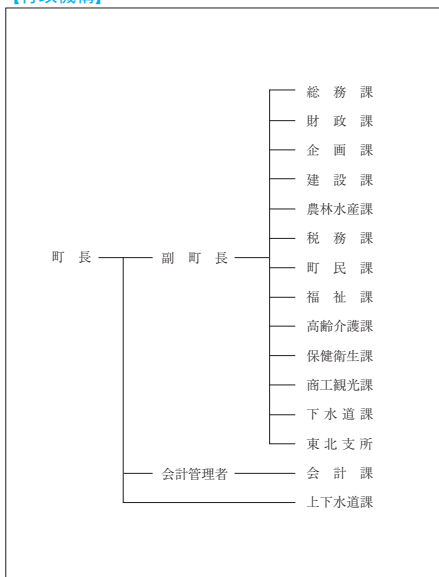 総務課
財政課
企画課
建設課
農林水産課
税務課
町長 副町長 町民課
福祉課
高齢介護課
保健衛生課
商工観光課
下水道課
東北支所
会計管理者 会計課
上下水道課